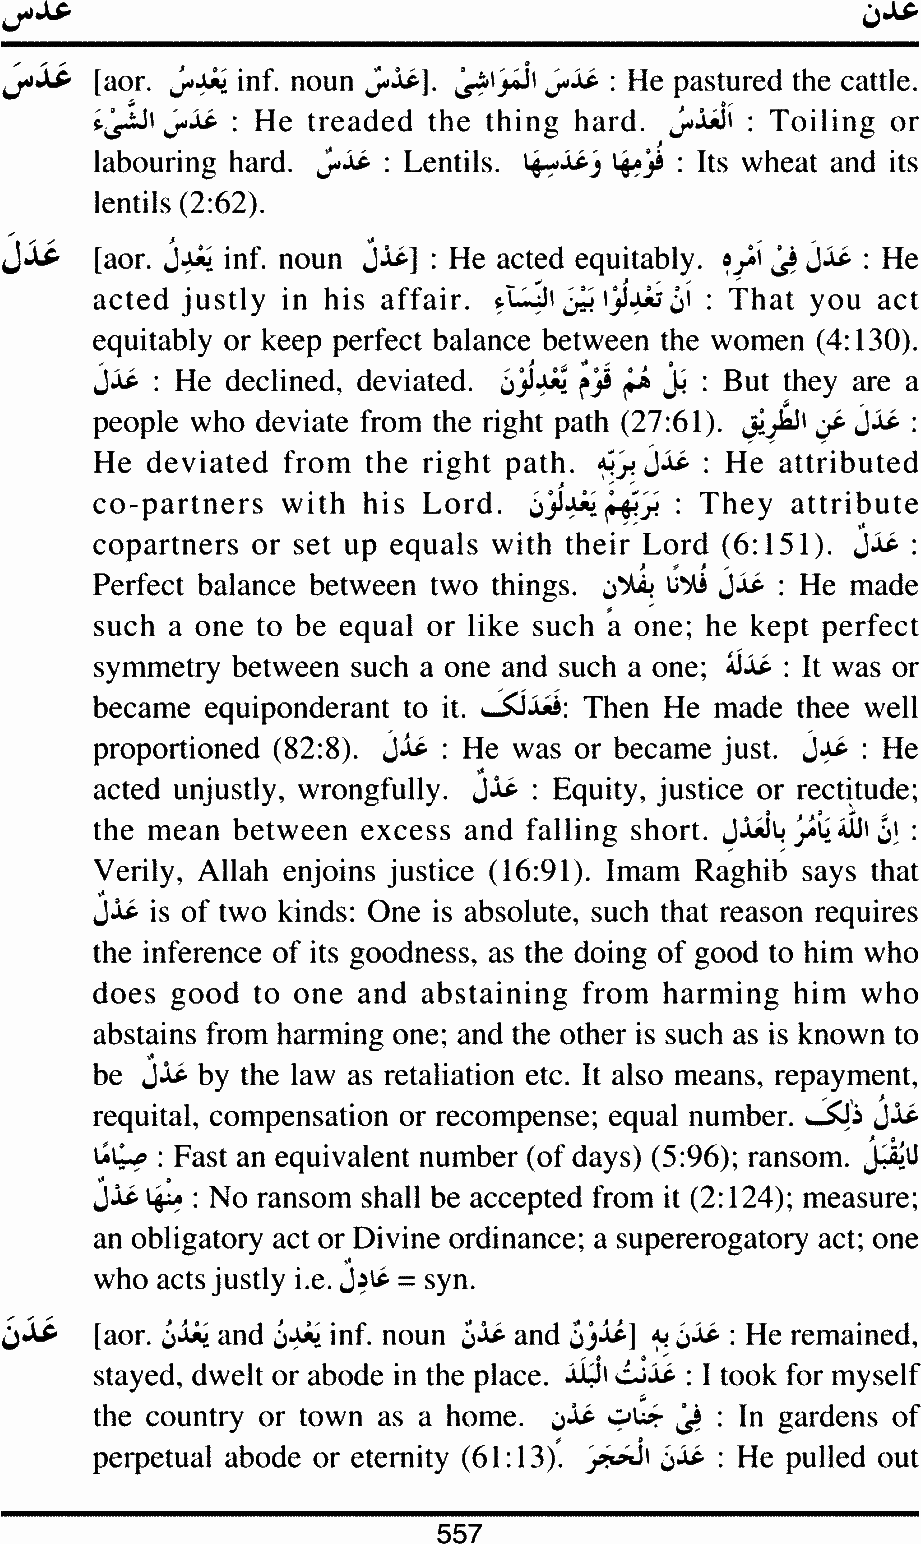 عدس عدن
عَدَسَ [aor. يَعْدِسُ inf. noun عَدْسٌ]. عَدَسَ الْمَوَاشِیَ : He pastured the cattle.
عَدَسَ الشَّیْءَ : He treaded the thing hard. اَلْعَدْسُ : Toiling or
labouring hard. عَدَسٌ : Lentils. فُوْمِهَا وَعَدَسِهَا : Its wheat and its
lentils (2:62).
عَدَلَ [aor. يَعْدِلُ inf. noun عَدْلٌ] : He acted equitably. عَدَلَ فِیْ اَمْرِهٖ : He
acted justly in his affair. اَنْ تَعْدِلُوْا بَيْنَ النِّسَآءِ : That you act
equitably or keep perfect balance between the women (4:130).
عَدَلَ : He declined, deviated. بَلْ هُمْ قَوْمٌ يَّعْدِلُوْنَ : But they are a
people who deviate from the right path (27:61). عَدَلَ عَنِ الطَّرِيْقِ :
He deviated from the right path. عَدَلَ بِرَبِّهٖ : He attributed
co-partners with his Lord. بِرَبِّهِمْ يَعْدِلُوْنَ : They attribute
copartners or set up equals with their Lord (6:151). عَدْلٌ :
Perfect balance between two things. عَدَلَ فُلَانًا بِفُلَانٍ : He made
such a one to be equal or like such a one; he kept perfect
symmetry between such a one and such a one; عَدَلَهُ : It was or
became equiponderant to it. فَعَدَلَکَ: Then He made thee well
proportioned (82:8). عَدُلَ : He was or became just. عَدِلَ : He
acted unjustly, wrongfully. عَدْلٌ : Equity, justice or rectitude;
the mean between excess and falling short. اِنَّ اللّٰهَ يَاْمُرُ بِالْعَدْلِ :
Verily, Allah enjoins justice (16:91). Imam Raghib says that
عَدْلٌ is of two kinds: One is absolute, such that reason requires
the inference of its goodness, as the doing of good to him who
does good to one and abstaining from harming him who
abstains from harming one; and the other is such as is known to
be عَدْلٌ by the law as retaliation etc. It also means, repayment,
requital, compensation or recompense; equal number. عَدْلُ ذٰلِکَ
صِيَامًا : Fast an equivalent number (of days) (5:96); ransom. لَايُقْبَلُ
مِنْهَا عَدْلٌ : No ransom shall be accepted from it (2:124); measure;
an obligatory act or Divine ordinance; a supererogatory act; one
who acts justly i.e. عَادِلٌ = syn.
عَدَنَ [aor. يَعْدُنُ and يَعْدِنُ inf. noun عَدْنٌ and عُدُوْنٌ] عَدَنَ بِهٖ : He remained,
stayed, dwelt or abode in the place. عَدَنْتُ الْبَلَدَ : I took for myself
the country or town as a home. فِیْ جَنّٰتِ عَدْنٍ : In gardens of
perpetual abode or eternity (61:13). عَدَنَ الْحَجَرَ : He pulled out
557